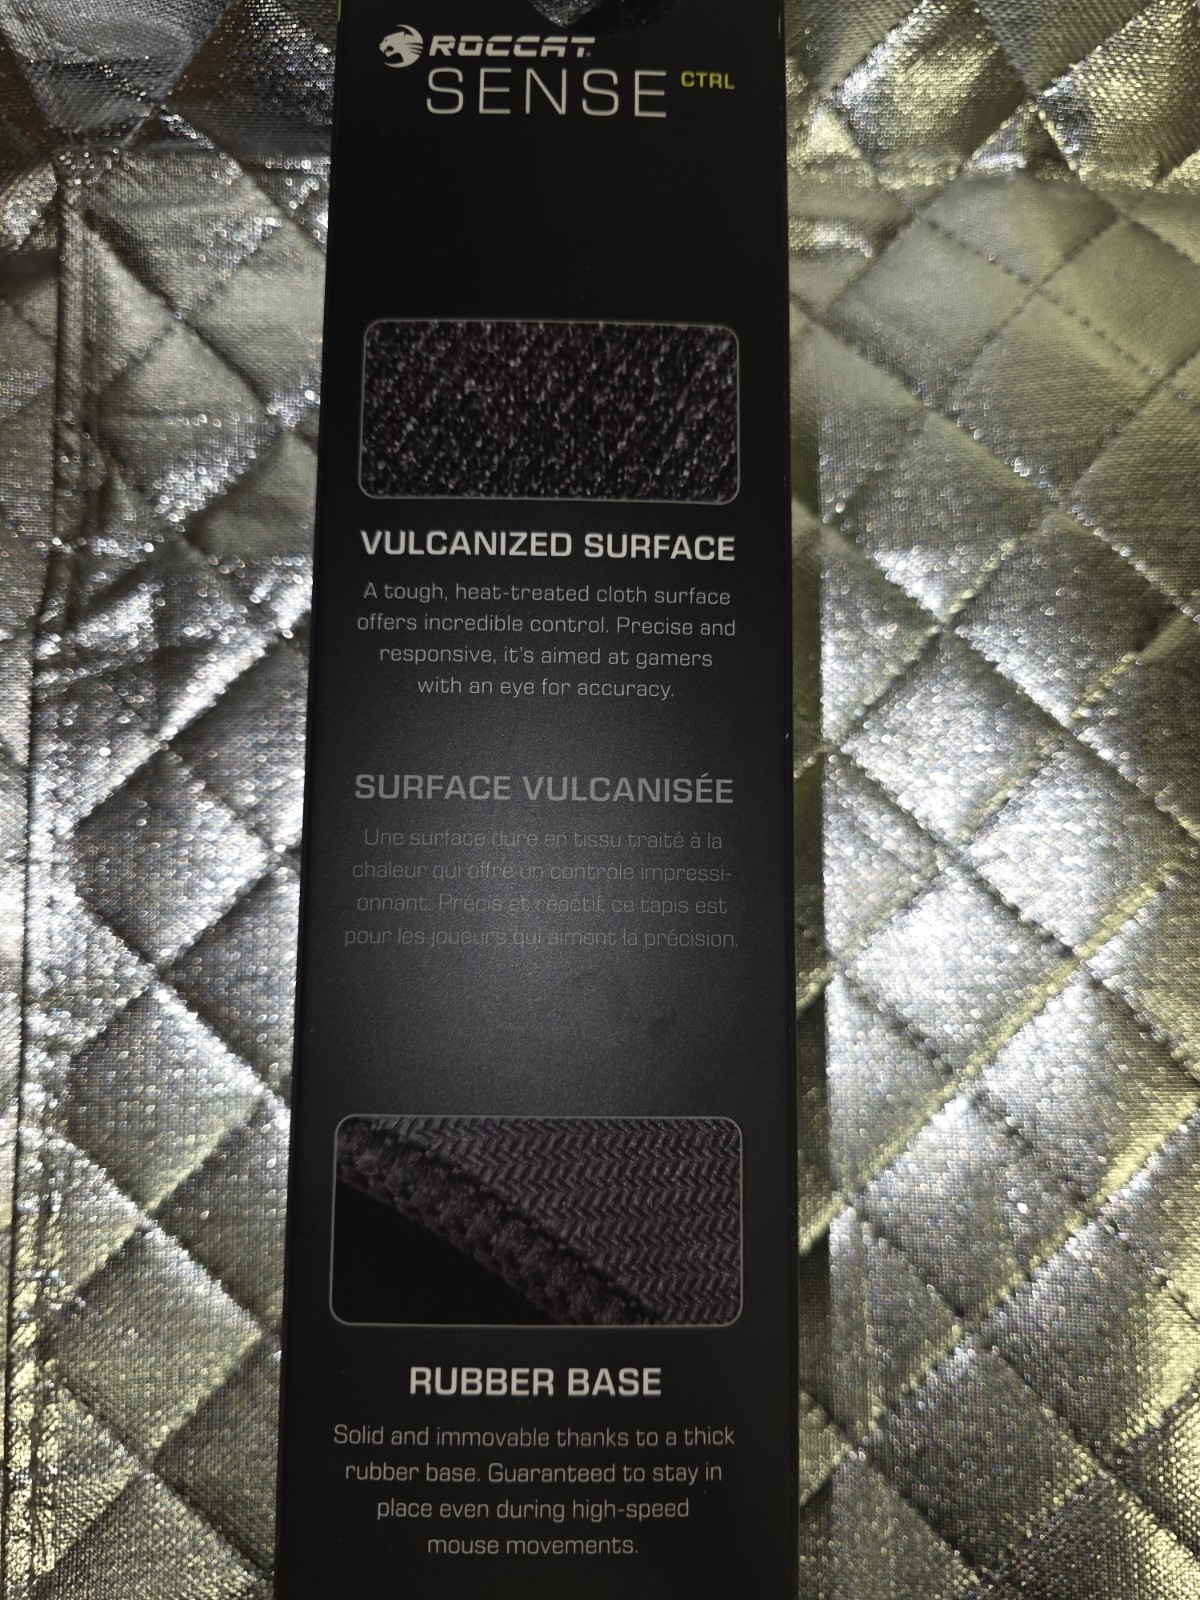 ROCCAT
SENSE CTRL
VULCANIZED SURFACE
A tough, heat-treated cloth surface
offers incredible control. Precise and
responsive, it's aimed at gamers
with an eye for accuracy.
SURFACE VULCANISÉE
Une surface dure en tissu traité à la
chaleur qui offre un contrôle impressi-
onnant. Précis et réactif, ce tapis est
pour les joueurs qui aiment la précision.
RUBBER BASE
Solid and immovable thanks to a thick
rubber base. Guaranteed to stay in
place even during high-speed
mouse movements.